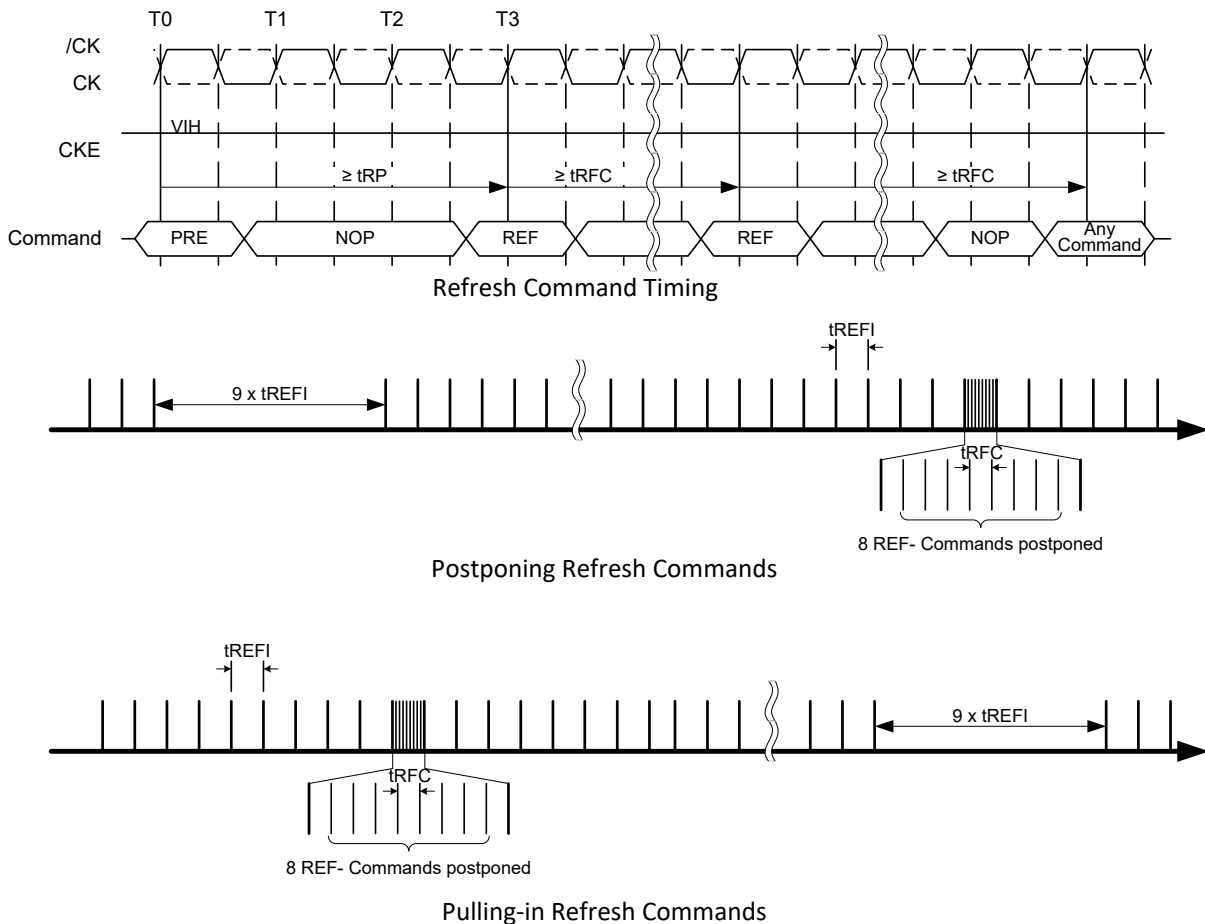 T0 T1 T2 T3
/CK
CK
VIH
CKE
≥ tRP ≥ tRFC ≥ tRFC
Command PRE NOP REF REF NOP Any Command
Refresh Command Timing
tREFI
9 x tREFI
tRFC
8 REF- Commands postponed
Postponing Refresh Commands
tREFI
9 x tREFI
tRFC
8 REF- Commands postponed
Pulling-in Refresh Commands